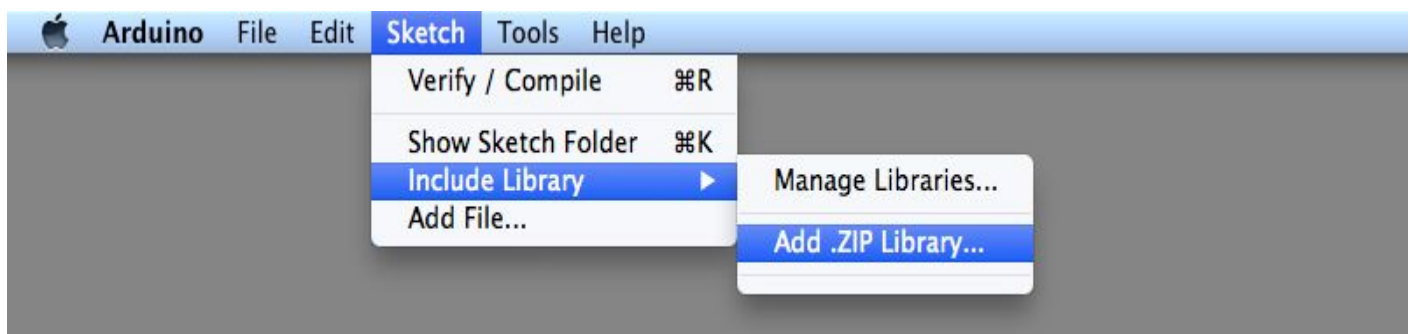 Arduino File Edit Sketch Tools Help
Verify / Compile ⌘R
Show Sketch Folder ⌘K
Include Library ▶
Add File...
Manage Libraries...
Add .ZIP Library...